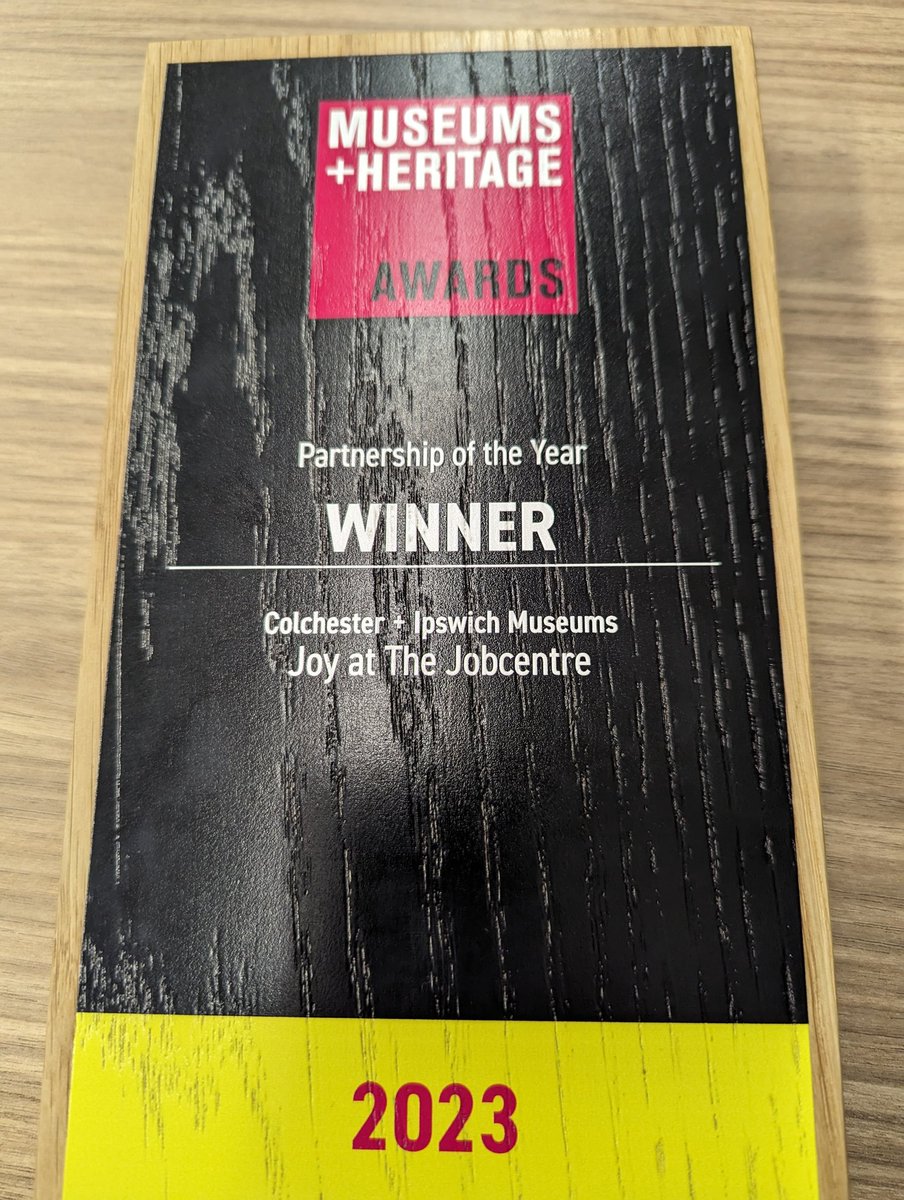 MUSEUMS
+HERITAGE
AWARDS
Partnership of the Year
WINNER
Colchester + Ipswich Museums
Joy at The Jobcentre
2023